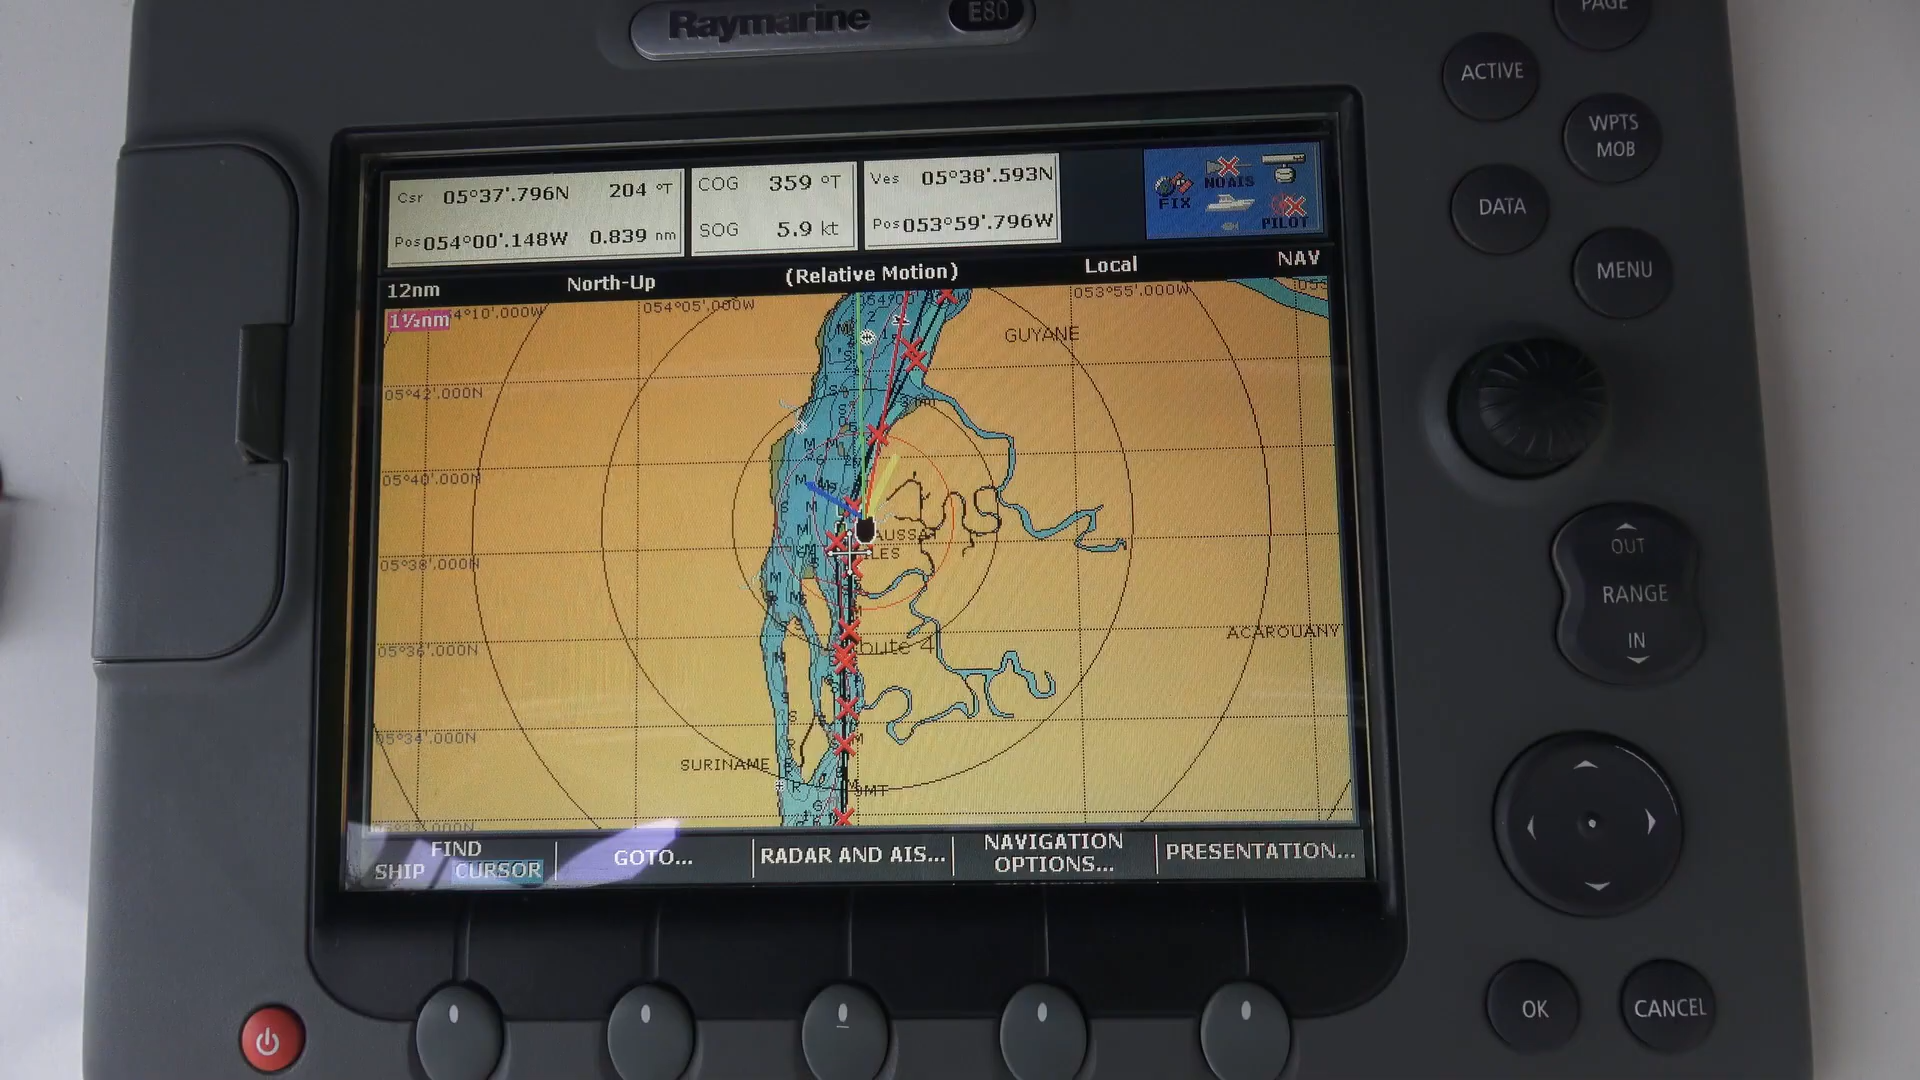 Raymarine E80
PAGE
ACTIVE
WPTS
MOB
DATA
MENU
Csr 05°37'.796N 204 °T
Pos 054°00'.148W 0.839 nm
COG 359 °T
SOG 5.9 kt
Ves 05°38'.593N
Pos 053°59'.796W
NO AIS
FIX
PILOT
12nm North-Up (Relative Motion) Local NAV
1½nm
054°05'.000W
053°55'.000W
GUYANE
05°42'.000N
05°40'.000N
05°38'.000N
05°36'.000N
ACAROUANY
05°34'.000N
SURINAME
FIND
SHIP CURSOR
GOTO...
RADAR AND AIS...
NAVIGATION
OPTIONS...
PRESENTATION...
OUT
RANGE
IN
OK
CANCEL